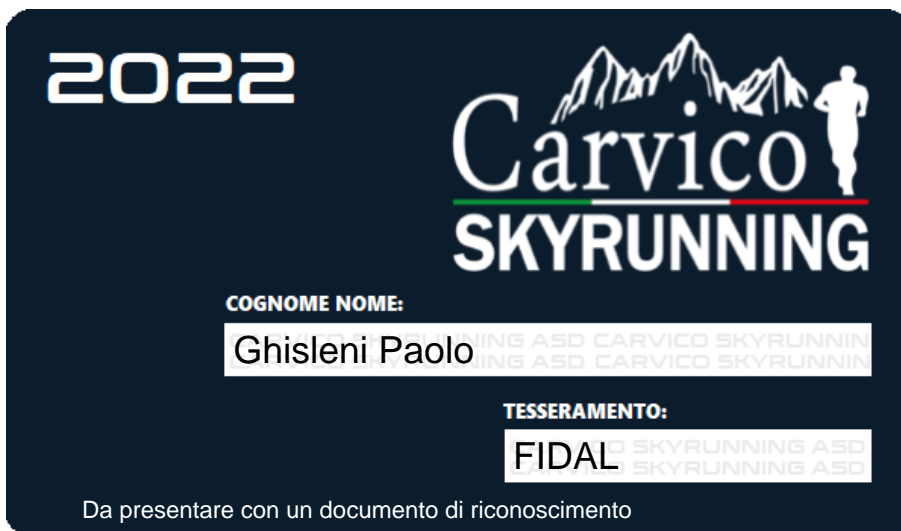 2022
Carvico
SKYRUNNING
COGNOME NOME:
Ghisleni Paolo
TESSERAMENTO:
FIDAL
Da presentare con un documento di riconoscimento